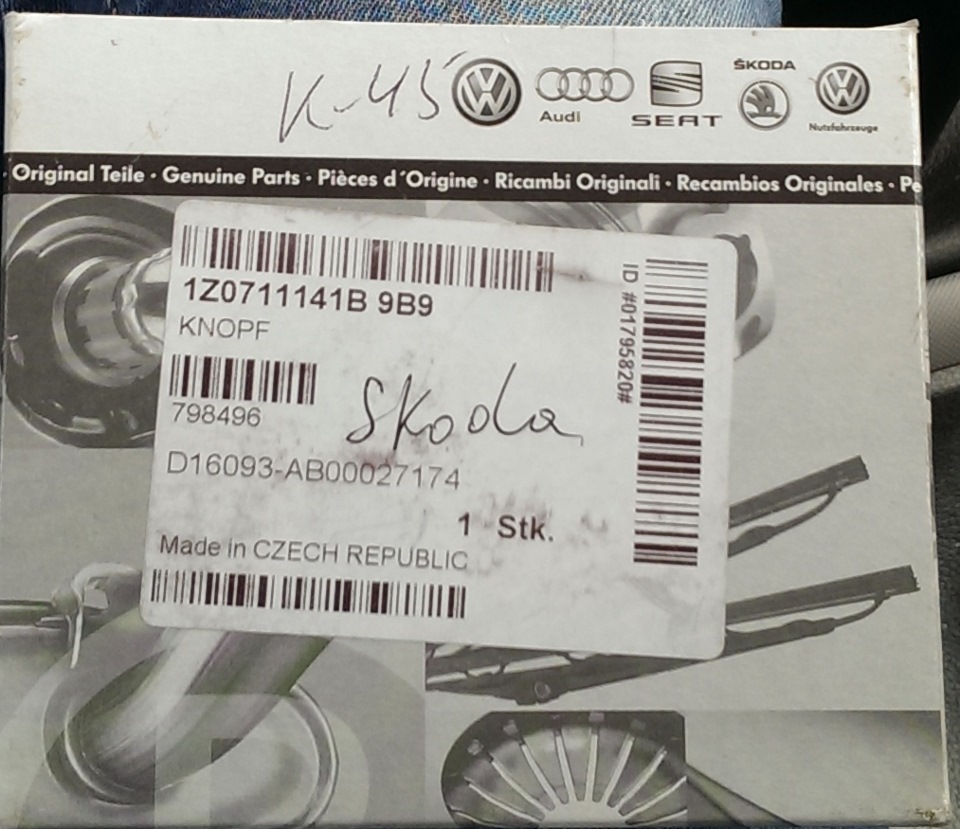 K-45
ŠKODA
Audi
SEAT
Nutzfahrzeuge
Original Teile · Genuine Parts · Pièces d´Origine · Ricambi Originali · Recambios Originales · Pe
1Z0711141B 9B9
KNOPF
ID #01795820#
798496
Skoda
D16093-AB00027174
1 Stk.
Made in CZECH REPUBLIC